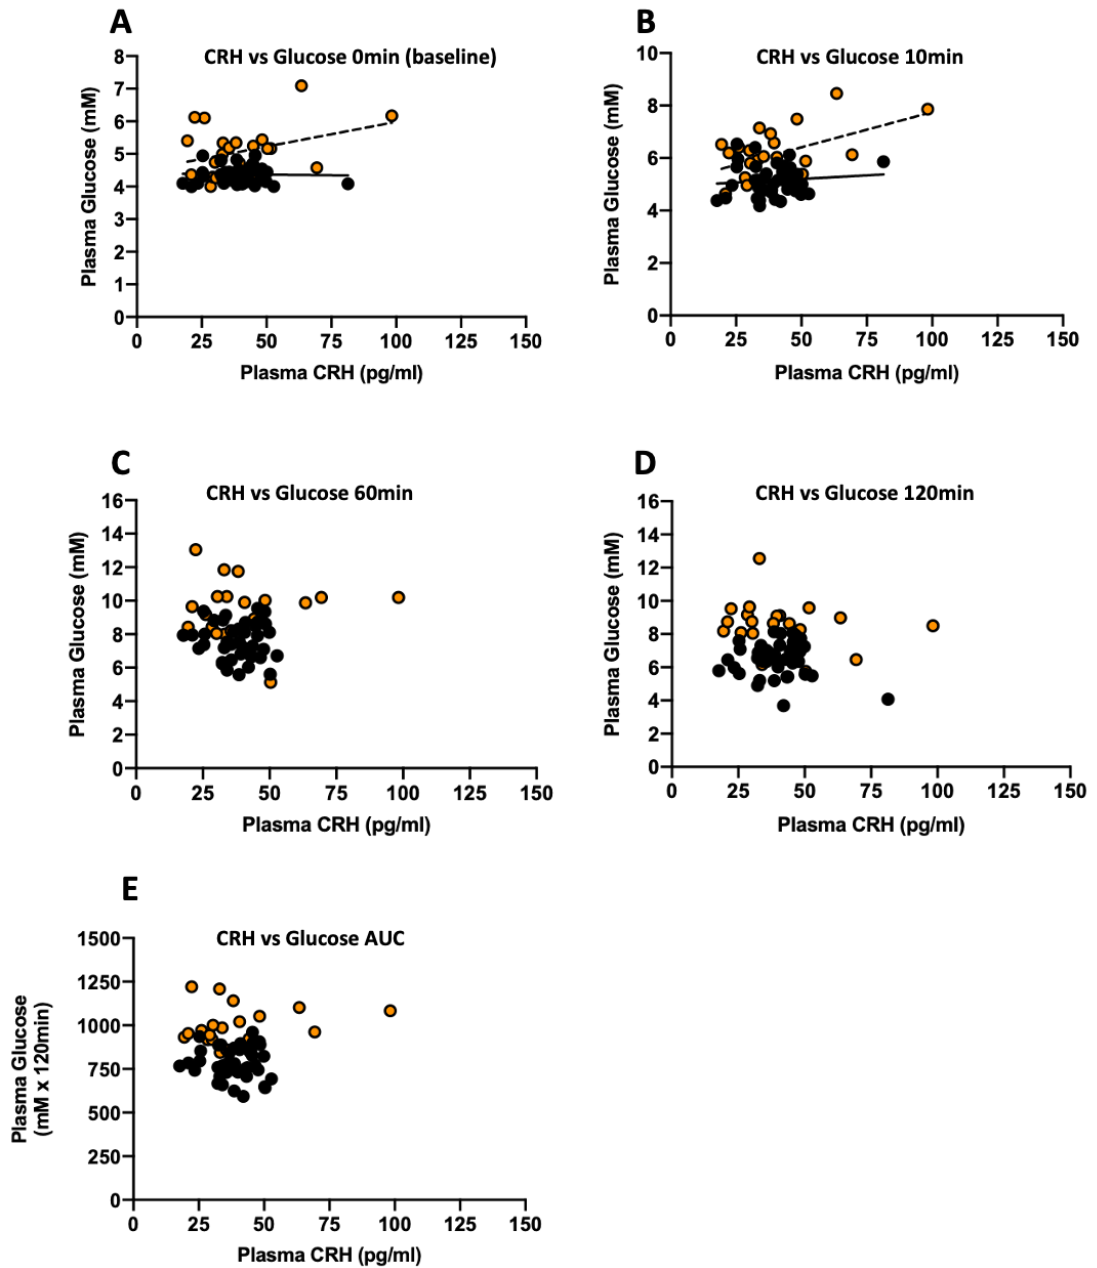 A
CRH vs Glucose 0min (baseline)
8
7
6
5
4
3
2
1
0
Plasma Glucose (mM)
0 25 50 75 100 125 150
Plasma CRH (pg/ml)
B
CRH vs Glucose 10min
10
8
6
4
2
0
Plasma Glucose (mM)
0 25 50 75 100 125 150
Plasma CRH (pg/ml)
C
CRH vs Glucose 60min
16
14
12
10
8
6
4
2
0
Plasma Glucose (mM)
0 25 50 75 100 125 150
Plasma CRH (pg/ml)
D
CRH vs Glucose 120min
16
14
12
10
8
6
4
2
0
Plasma Glucose (mM)
0 25 50 75 100 125 150
Plasma CRH (pg/ml)
E
CRH vs Glucose AUC
1500
1250
1000
750
500
250
0
Plasma Glucose
(mM x 120min)
0 25 50 75 100 125 150
Plasma CRH (pg/ml)